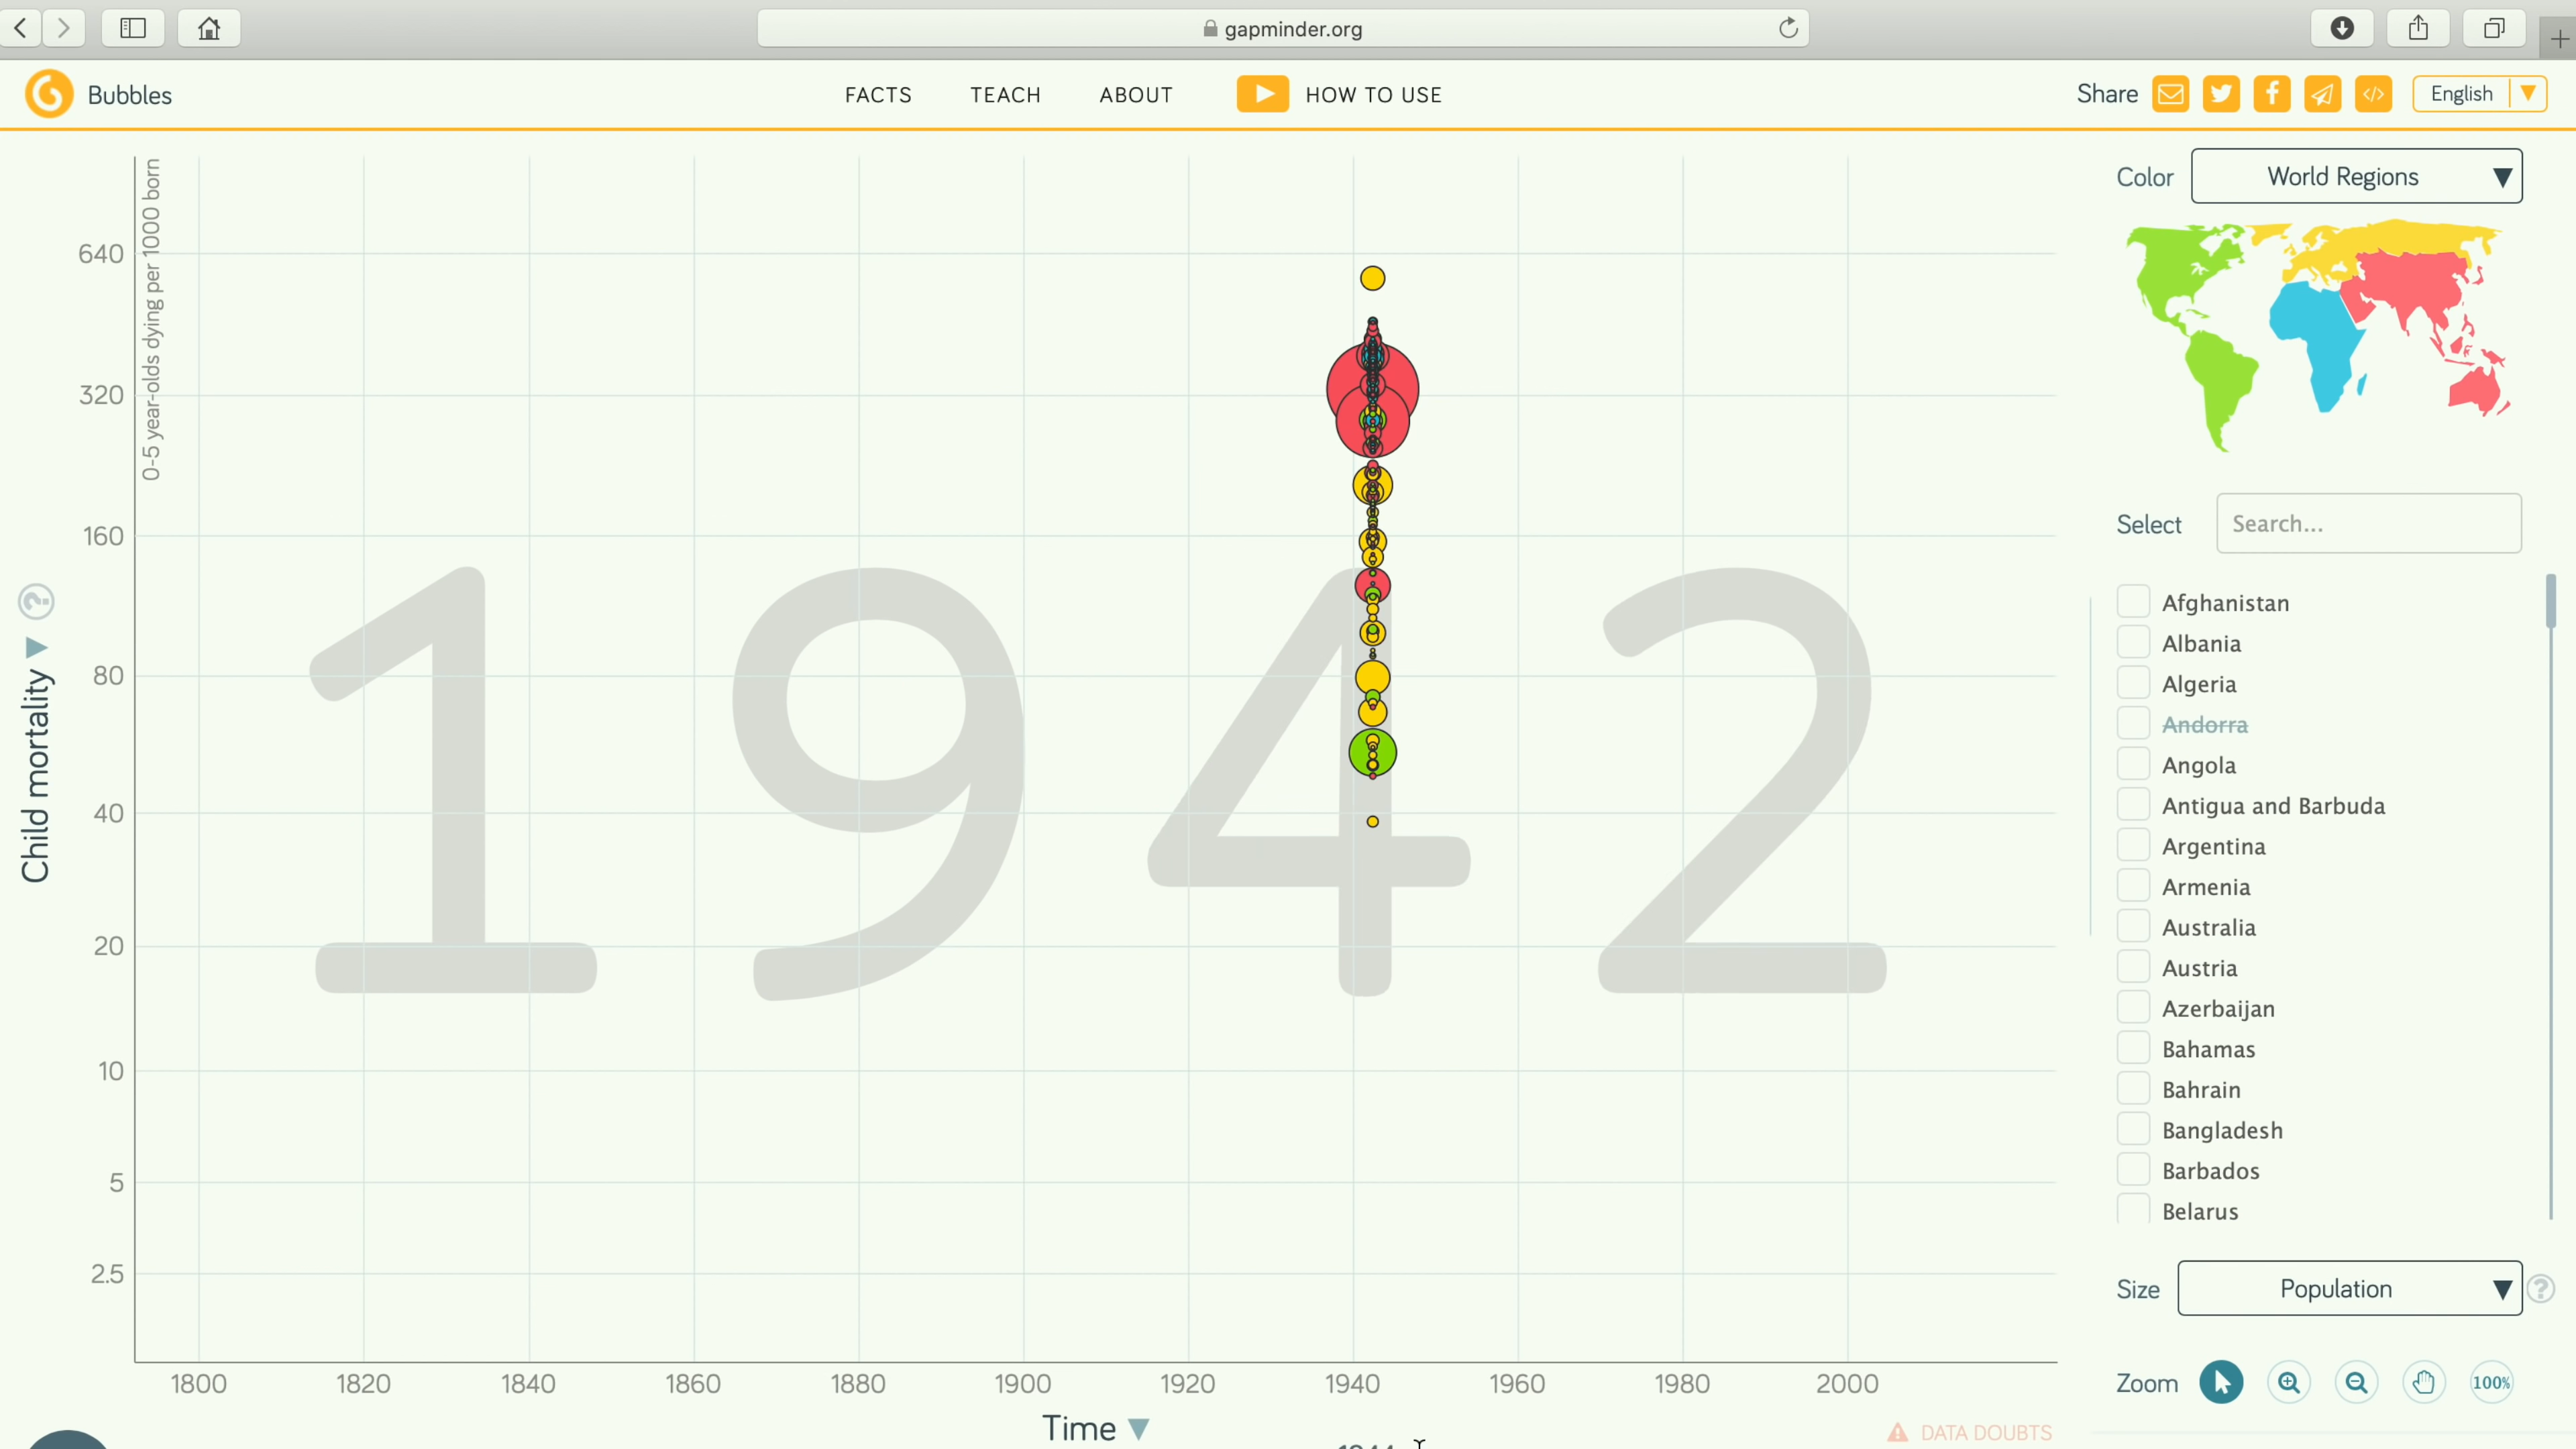 gapminder.org
Bubbles
FACTS
TEACH
ABOUT
HOW TO USE
Share
English
0-5 year-olds dying per 1000 born
Child mortality
640
320
160
80
40
20
10
5
2.5
1942
1800
1820
1840
1860
1880
1900
1920
1940
1960
1980
2000
Time
DATA DOUBTS
Color
World Regions
Select
Search...
Afghanistan
Albania
Algeria
Andorra
Angola
Antigua and Barbuda
Argentina
Armenia
Australia
Austria
Azerbaijan
Bahamas
Bahrain
Bangladesh
Barbados
Belarus
Size
Population
Zoom
100%